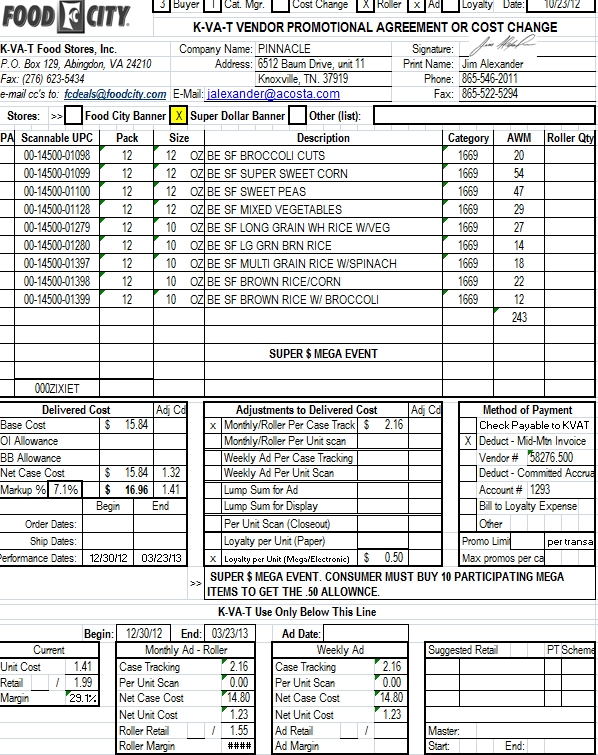 FOOD CITY. 3 Buyer 1 Cat. Mgr. Cost Change X Roller x Ad Loyalty Date: 10/23/12
K-VA-T VENDOR PROMOTIONAL AGREEMENT OR COST CHANGE
K-VA-T Food Stores, Inc. Company Name: PINNACLE Signature:
P.O. Box 129, Abingdon, VA 24210 Address: 6512 Baum Drive, unit 11 Print Name: Jim Alexander
Fax: (276) 623-5434 Knoxville, TN. 37919 Phone: 865-546-2011
e-mail cc's to: fcdeals@foodcity.com E-Mail: jalexander@acosta.com Fax: 865-522-5294
Stores: >> Food City Banner X Super Dollar Banner Other (list):
PA Scannable UPC Pack Size Description Category AWM Roller Qty
00-14500-01098 12 12 OZ BE SF BROCCOLI CUTS 1669 20
00-14500-01099 12 12 OZ BE SF SUPER SWEET CORN 1669 54
00-14500-01100 12 12 OZ BE SF SWEET PEAS 1669 47
00-14500-01128 12 12 OZ BE SF MIXED VEGETABLES 1669 29
00-14500-01279 12 10 OZ BE SF LONG GRAIN WH RICE W/VEG 1669 27
00-14500-01280 12 10 OZ BE SF LG GRN BRN RICE 1669 14
00-14500-01397 12 10 OZ BE SF MULTI GRAIN RICE W/SPINACH 1669 18
00-14500-01398 12 10 OZ BE SF BROWN RICE/CORN 1669 22
00-14500-01399 12 10 OZ BE SF BROWN RICE W/ BROCCOLI 1669 12
243
SUPER $ MEGA EVENT
000ZIXIET
Delivered Cost Adj Cd Adjustments to Delivered Cost Adj Cd Method of Payment
Base Cost $ 15.84 x Monthly/Roller Per Case Track $ 2.16 Check Payable to KVAT
OI Allowance Monthly/Roller Per Unit scan X Deduct - Mid-Mth Invoice
BB Allowance Weekly Ad Per Case Tracking Vendor # 58276.500
Net Case Cost $ 15.84 1.32 Weekly Ad Per Unit Scan Deduct - Committed Accrua
Markup % 7.1% $ 16.96 1.41 Lump Sum for Ad Account # 1293
Begin End Lump Sum for Display Bill to Loyalty Expense
Order Dates: Per Unit Scan (Closeout) Other
Ship Dates: Loyalty per Unit (Paper) Promo Limit per transa
erformance Dates: 12/30/12 03/23/13 x Loyalty per Unit (Mega/Electronic) $ 0.50 Max promos per ca
>> SUPER $ MEGA EVENT. CONSUMER MUST BUY 10 PARTICIPATING MEGA
ITEMS TO GET THE .50 ALLOWNCE.
K-VA-T Use Only Below This Line
Begin: 12/30/12 End: 03/23/13 Ad Date:
Current Monthly Ad - Roller Weekly Ad Suggested Retail PT Scheme
Unit Cost 1.41 Case Tracking 2.16 Case Tracking 2.16
Retail / 1.99 Per Unit Scan 0.00 Per Unit Scan 0.00
Margin 29.1% Net Case Cost 14.80 Net Case Cost 14.80
Net Unit Cost 1.23 Net Unit Cost 1.23
Roller Retail / 1.55 Ad Retail / Master:
Roller Margin #### Ad Margin Start: End: